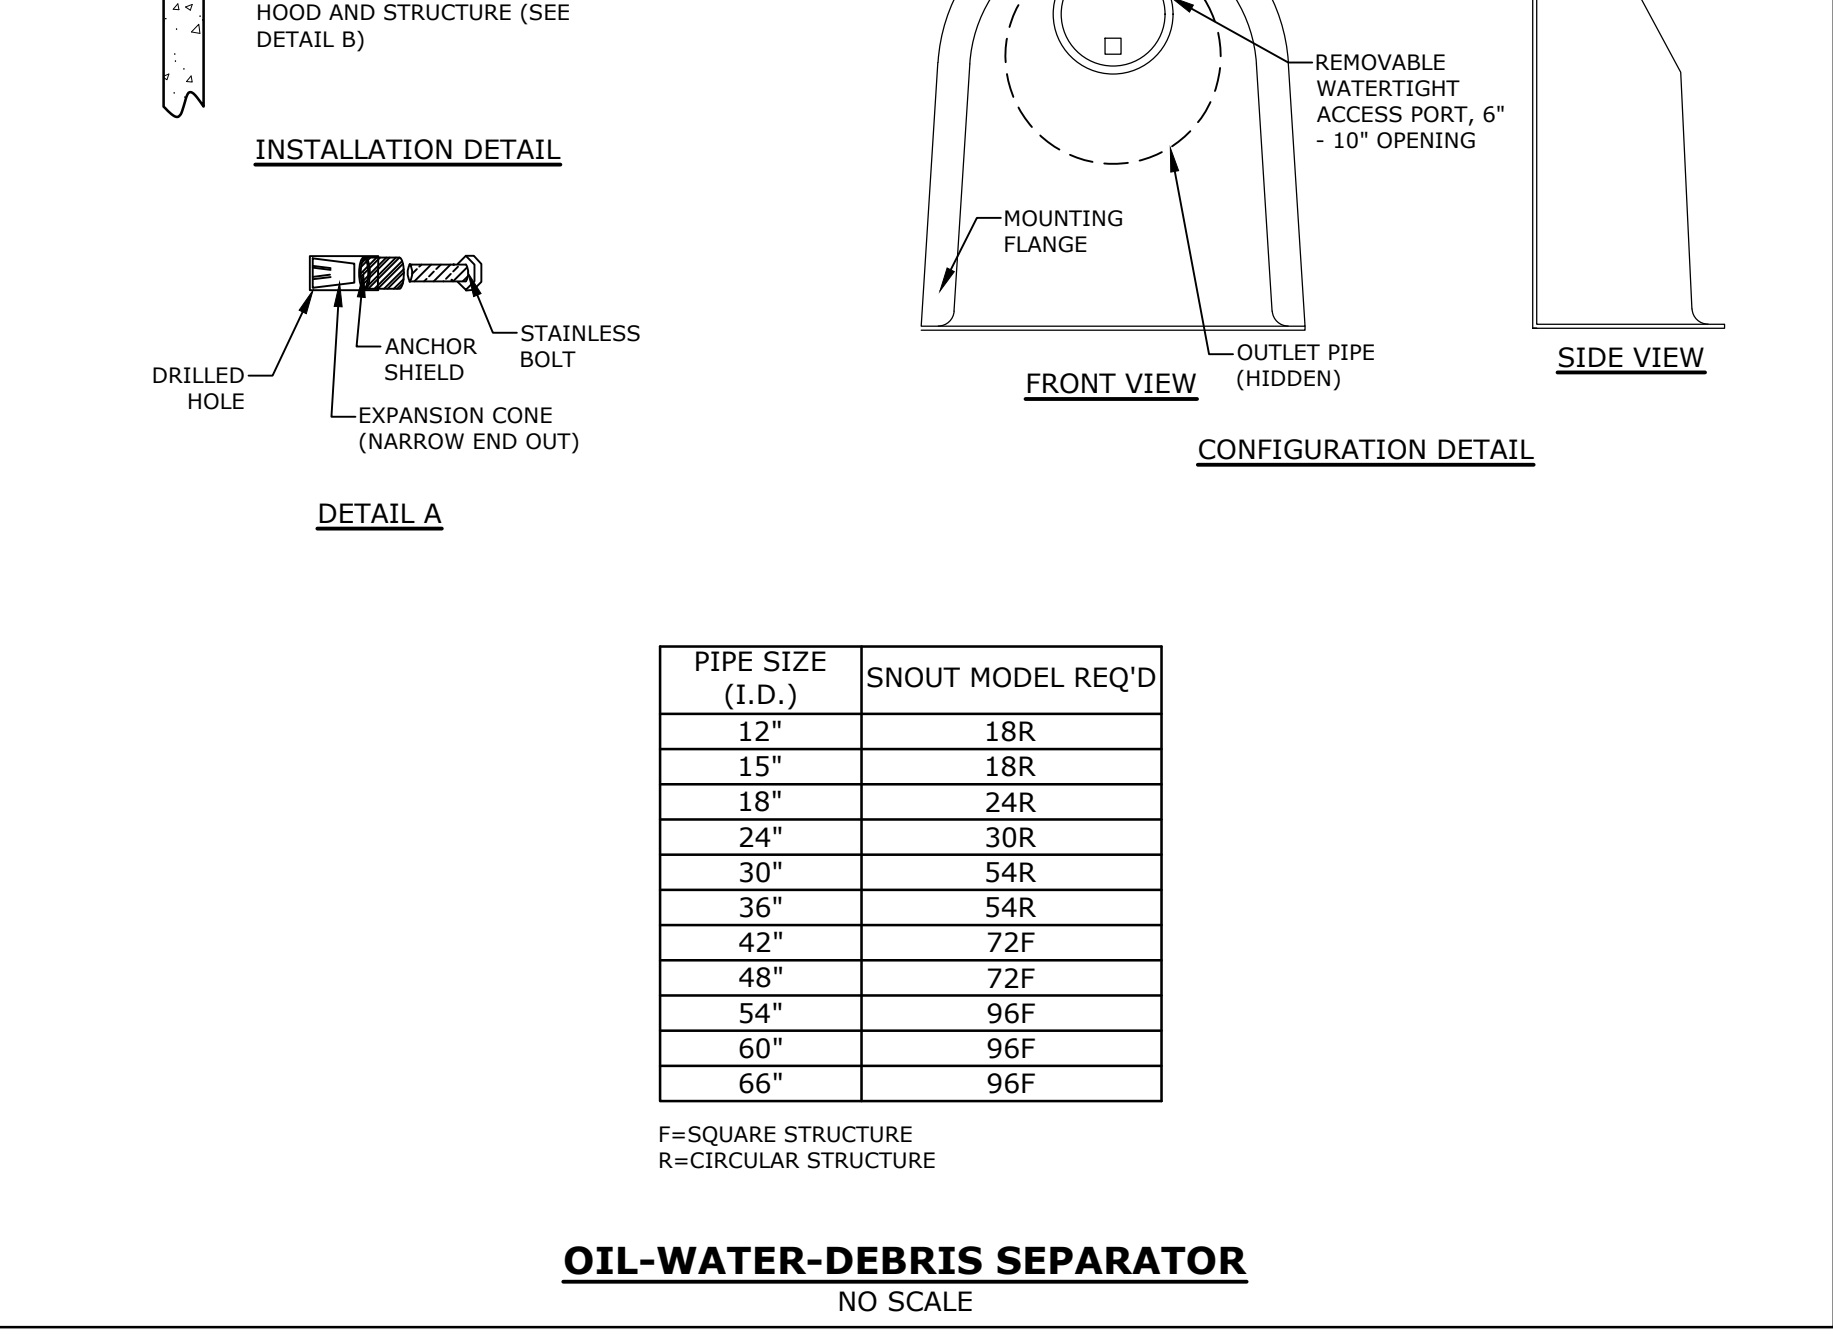 HOOD AND STRUCTURE (SEE
DETAIL B)
INSTALLATION DETAIL
REMOVABLE
WATERTIGHT
ACCESS PORT, 6"
- 10" OPENING
MOUNTING
FLANGE
OUTLET PIPE
(HIDDEN)
FRONT VIEW
SIDE VIEW
CONFIGURATION DETAIL
DRILLED
HOLE
ANCHOR
SHIELD
STAINLESS
BOLT
EXPANSION CONE
(NARROW END OUT)
DETAIL A
PIPE SIZE
(I.D.)
SNOUT MODEL REQ'D
12" 18R
15" 18R
18" 24R
24" 30R
30" 54R
36" 54R
42" 72F
48" 72F
54" 96F
60" 96F
66" 96F
F=SQUARE STRUCTURE
R=CIRCULAR STRUCTURE
OIL-WATER-DEBRIS SEPARATOR
NO SCALE